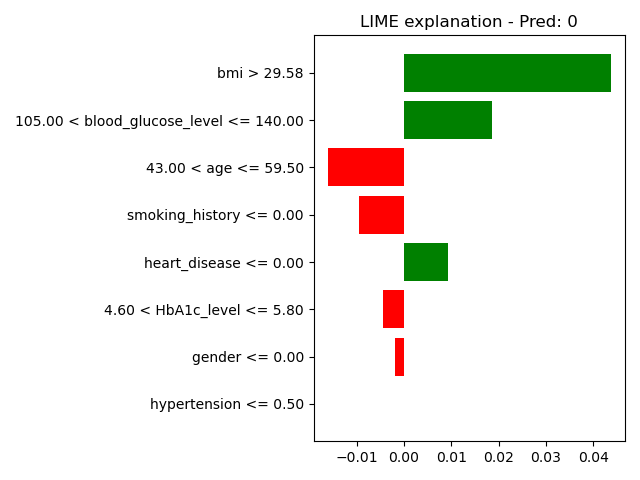 LIME explanation - Pred: 0
bmi > 29.58
105.00 < blood_glucose_level <= 140.00
43.00 < age <= 59.50
smoking_history <= 0.00
heart_disease <= 0.00
4.60 < HbA1c_level <= 5.80
gender <= 0.00
hypertension <= 0.50
−0.01 0.00 0.01 0.02 0.03 0.04